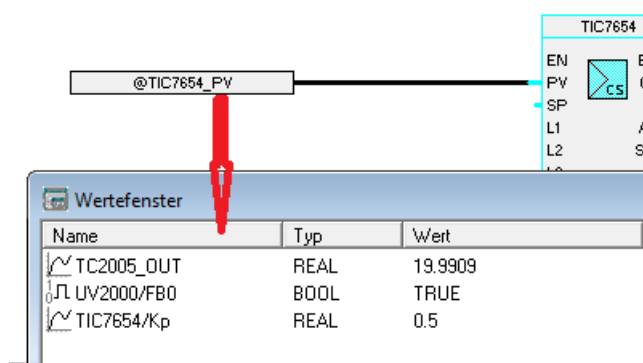 TIC7654
EN
@TIC7654_PV
PV
CS
SP
L1
L2
Wertefenster
Name Typ Wert
TC2005_OUT REAL 19.9909
UV2000/FB0 BOOL TRUE
TIC7654/Kp REAL 0.5